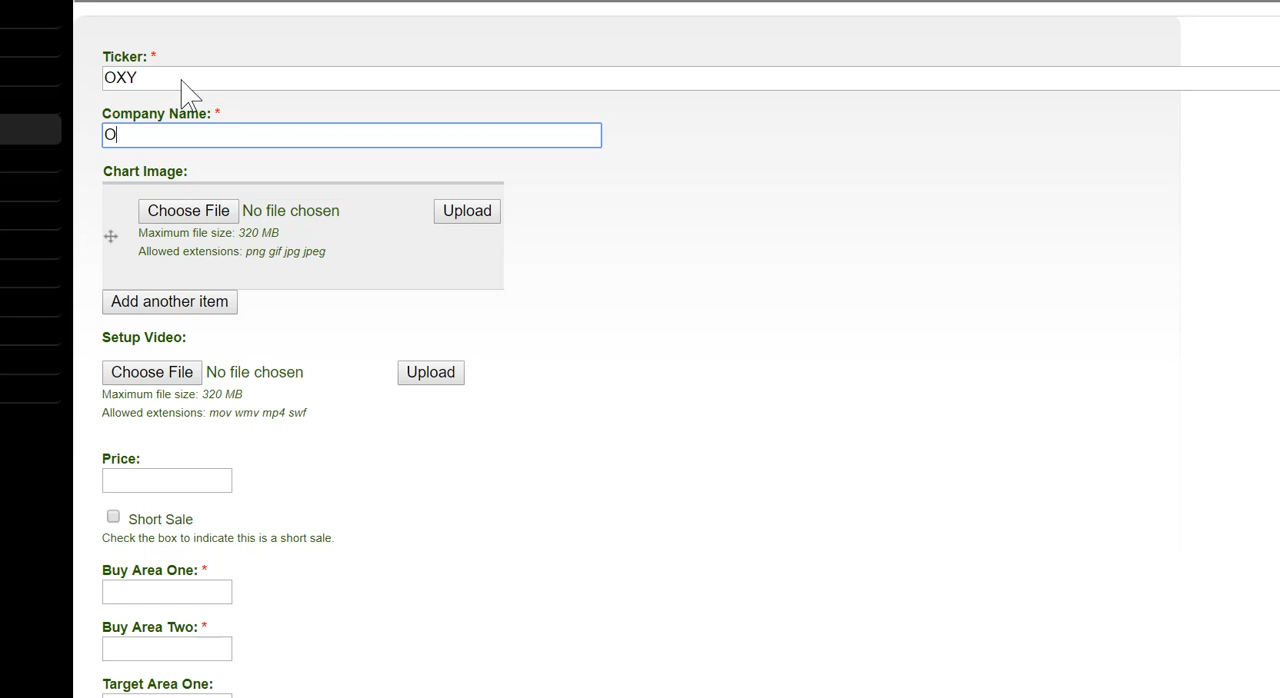 Ticker: *
OXY
Company Name: *
O
Chart Image:
Choose File No file chosen Upload
Maximum file size: 320 MB
Allowed extensions: png gif jpg jpeg
Add another item
Setup Video:
Choose File No file chosen Upload
Maximum file size: 320 MB
Allowed extensions: mov wmv mp4 swf
Price:
Short Sale
Check the box to indicate this is a short sale.
Buy Area One: *
Buy Area Two: *
Target Area One: